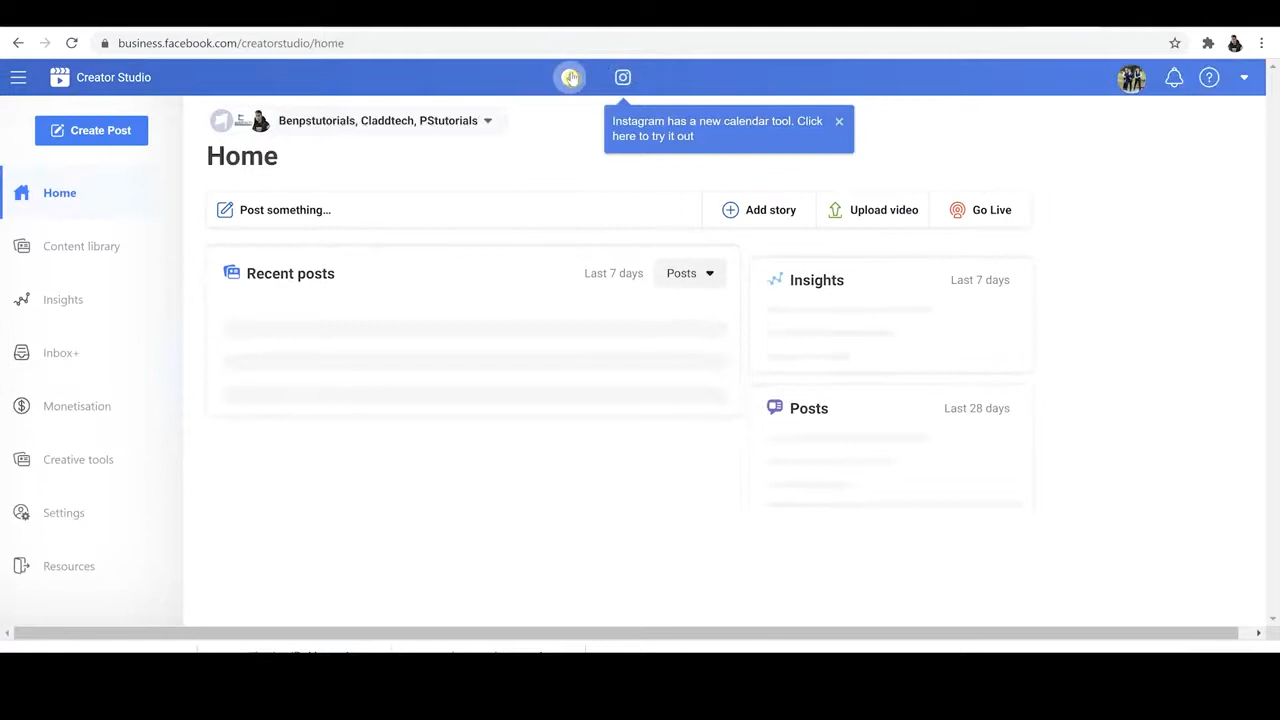 business.facebook.com/creatorstudio/home
Creator Studio
Instagram has a new calendar tool. Click
here to try it out
Create Post
Benpstutorials, Claddtech, PStutorials
Home
Home
Post something...
Add story
Upload video
Go Live
Content library
Insights
Inbox+
Monetisation
Creative tools
Settings
Resources
Recent posts
Last 7 days
Posts
Insights
Last 7 days
Posts
Last 28 days